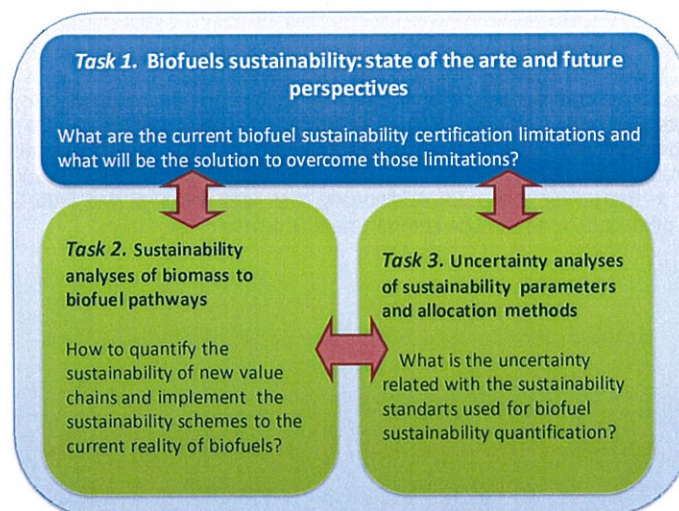 Task 1. Biofuels sustainability: state of the arte and future
perspectives
What are the current biofuel sustainability certification limitations and
what will be the solution to overcome those limitations?
Task 2. Sustainability
analyses of biomass to
biofuel pathways
How to quantify the
sustainability of new value
chains and implement the
sustainability schemes to the
current reality of biofuels?
Task 3. Uncertainty analyses
of sustainability parameters
and allocation methods
What is the uncertainty
related with the sustainability
standarts used for biofuel
sustainability quantification?